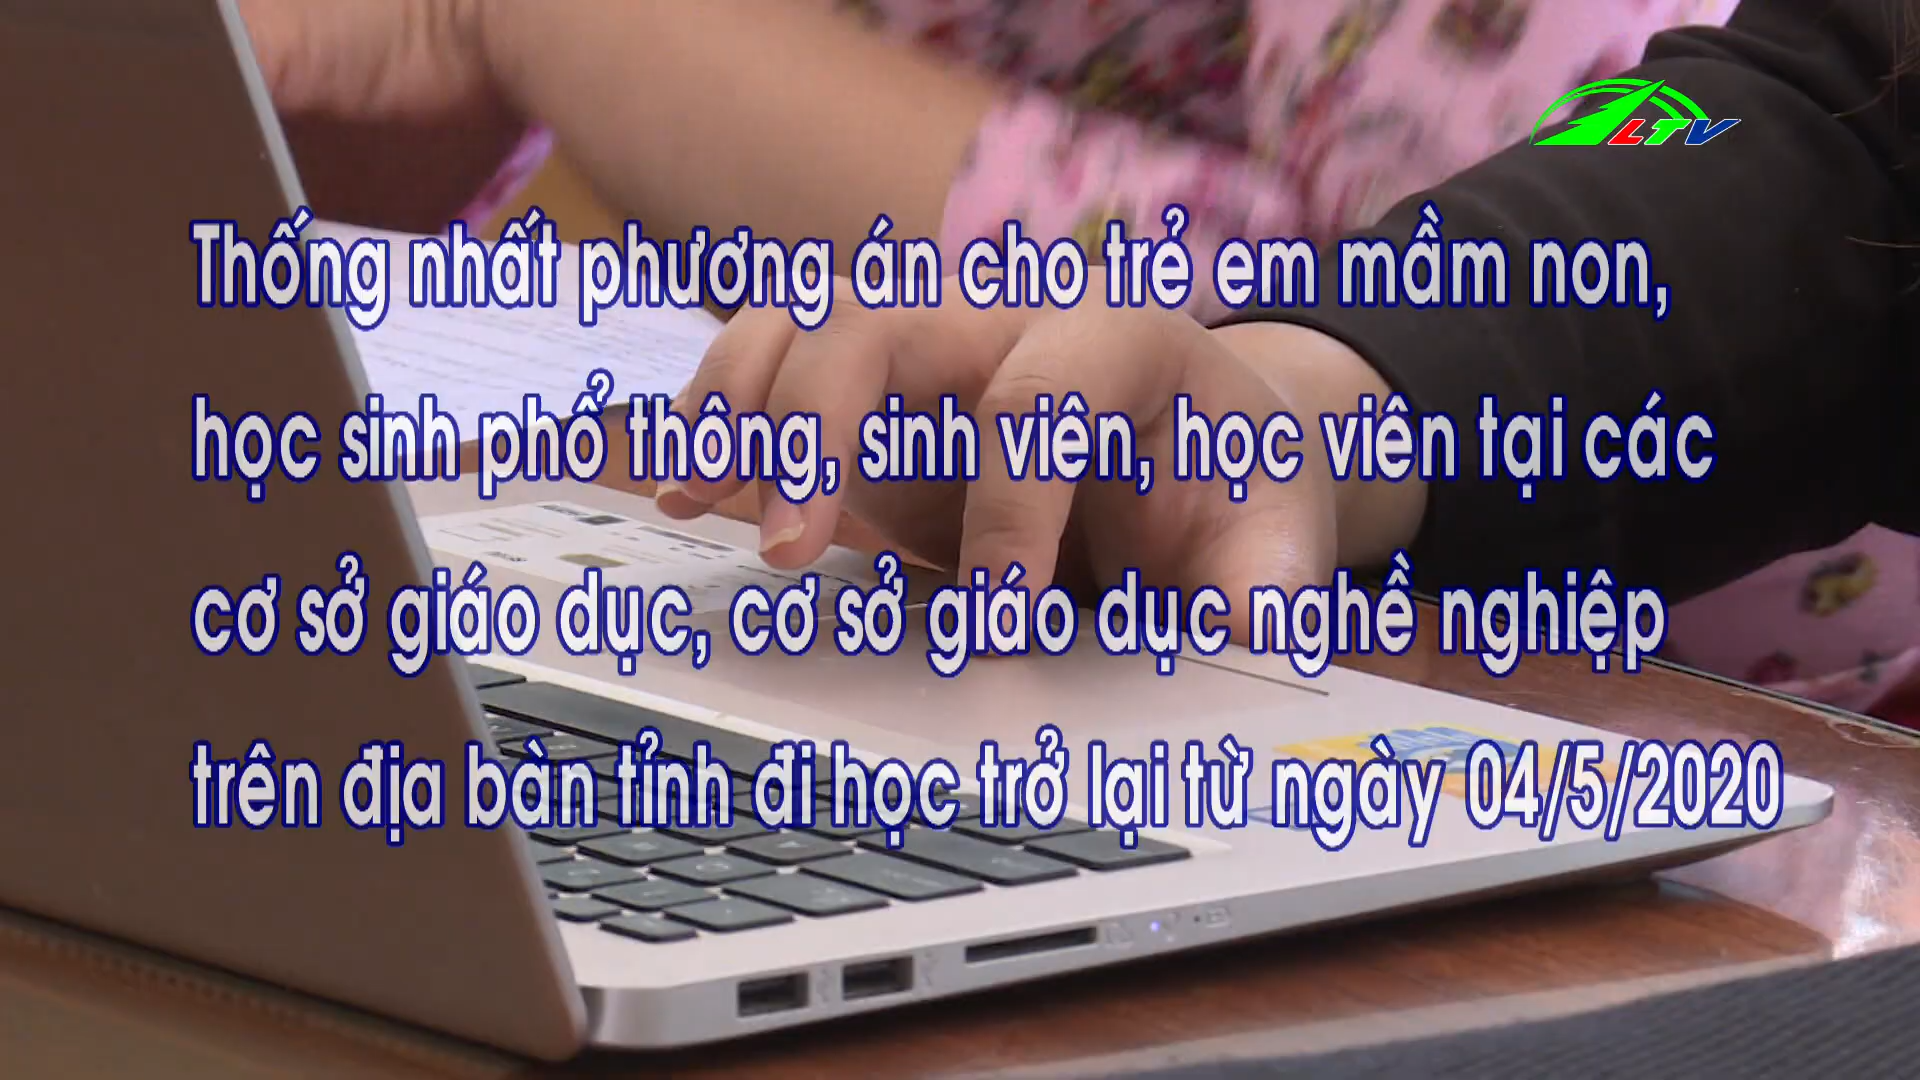 LTV
Thống nhất phương án cho trẻ em mầm non,
học sinh phổ thông, sinh viên, học viên tại các
cơ sở giáo dục, cơ sở giáo dục nghề nghiệp
trên địa bàn tỉnh đi học trở lại từ ngày 04/5/2020